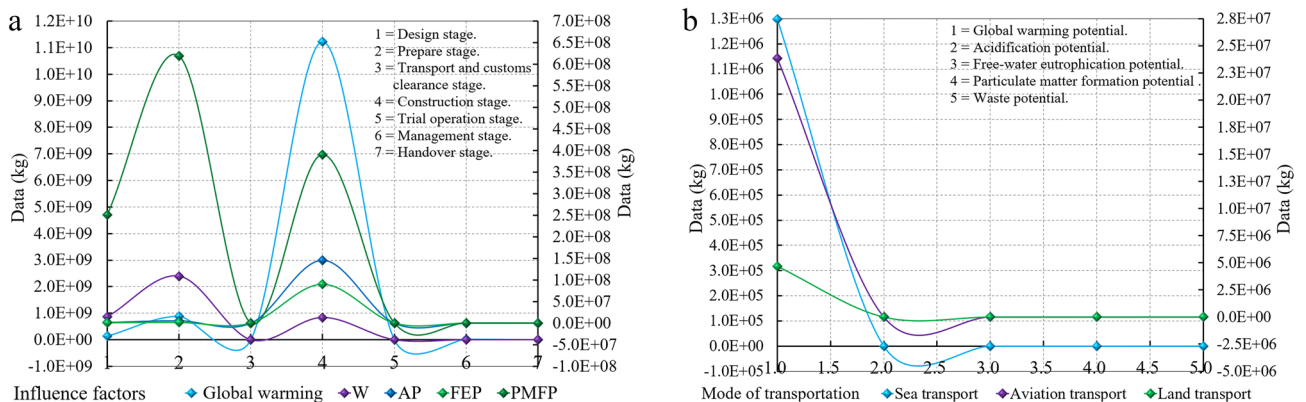 a
1.2E+10
1.1E+10
1.0E+10
9.0E+09
8.0E+09
7.0E+09
6.0E+09
5.0E+09
4.0E+09
3.0E+09
2.0E+09
1.0E+09
0.0E+00
-1.0E+09
Data (kg)
1 = Design stage.
2 = Prepare stage.
3 = Transport and customs
clearance stage.
4 = Construction stage.
5 = Trial operation stage.
6 = Management stage.
7 = Handover stage.
7.0E+08
6.5E+08
6.0E+08
5.5E+08
5.0E+08
4.5E+08
4.0E+08
3.5E+08
3.0E+08
2.5E+08
2.0E+08
1.5E+08
1.0E+08
5.0E+07
0.0E+00
-5.0E+07
-1.0E+08
Data (kg)
1 2 3 4 5 6 7
Influence factors Global warming W AP FEP PMFP
b
1.3E+06
1.2E+06
1.1E+06
1.0E+06
9.0E+05
8.0E+05
7.0E+05
6.0E+05
5.0E+05
4.0E+05
3.0E+05
2.0E+05
1.0E+05
0.0E+00
-1.0E+05
Data (kg)
1 = Global warming potential.
2 = Acidification potential.
3 = Free-water eutrophication potential.
4 = Particulate matter formation potential .
5 = Waste potential.
2.8E+07
2.5E+07
2.3E+07
2.0E+07
2.0E+07
1.5E+07
1.3E+07
1.0E+07
7.5E+06
5.0E+06
2.5E+06
0.0E+00
-2.5E+06
-5.0E+06
Data (kg)
1.0 1.5 2.0 2.5 3.0 3.5 4.0 4.5 5.0
Mode of transportation Sea transport Aviation transport Land transport